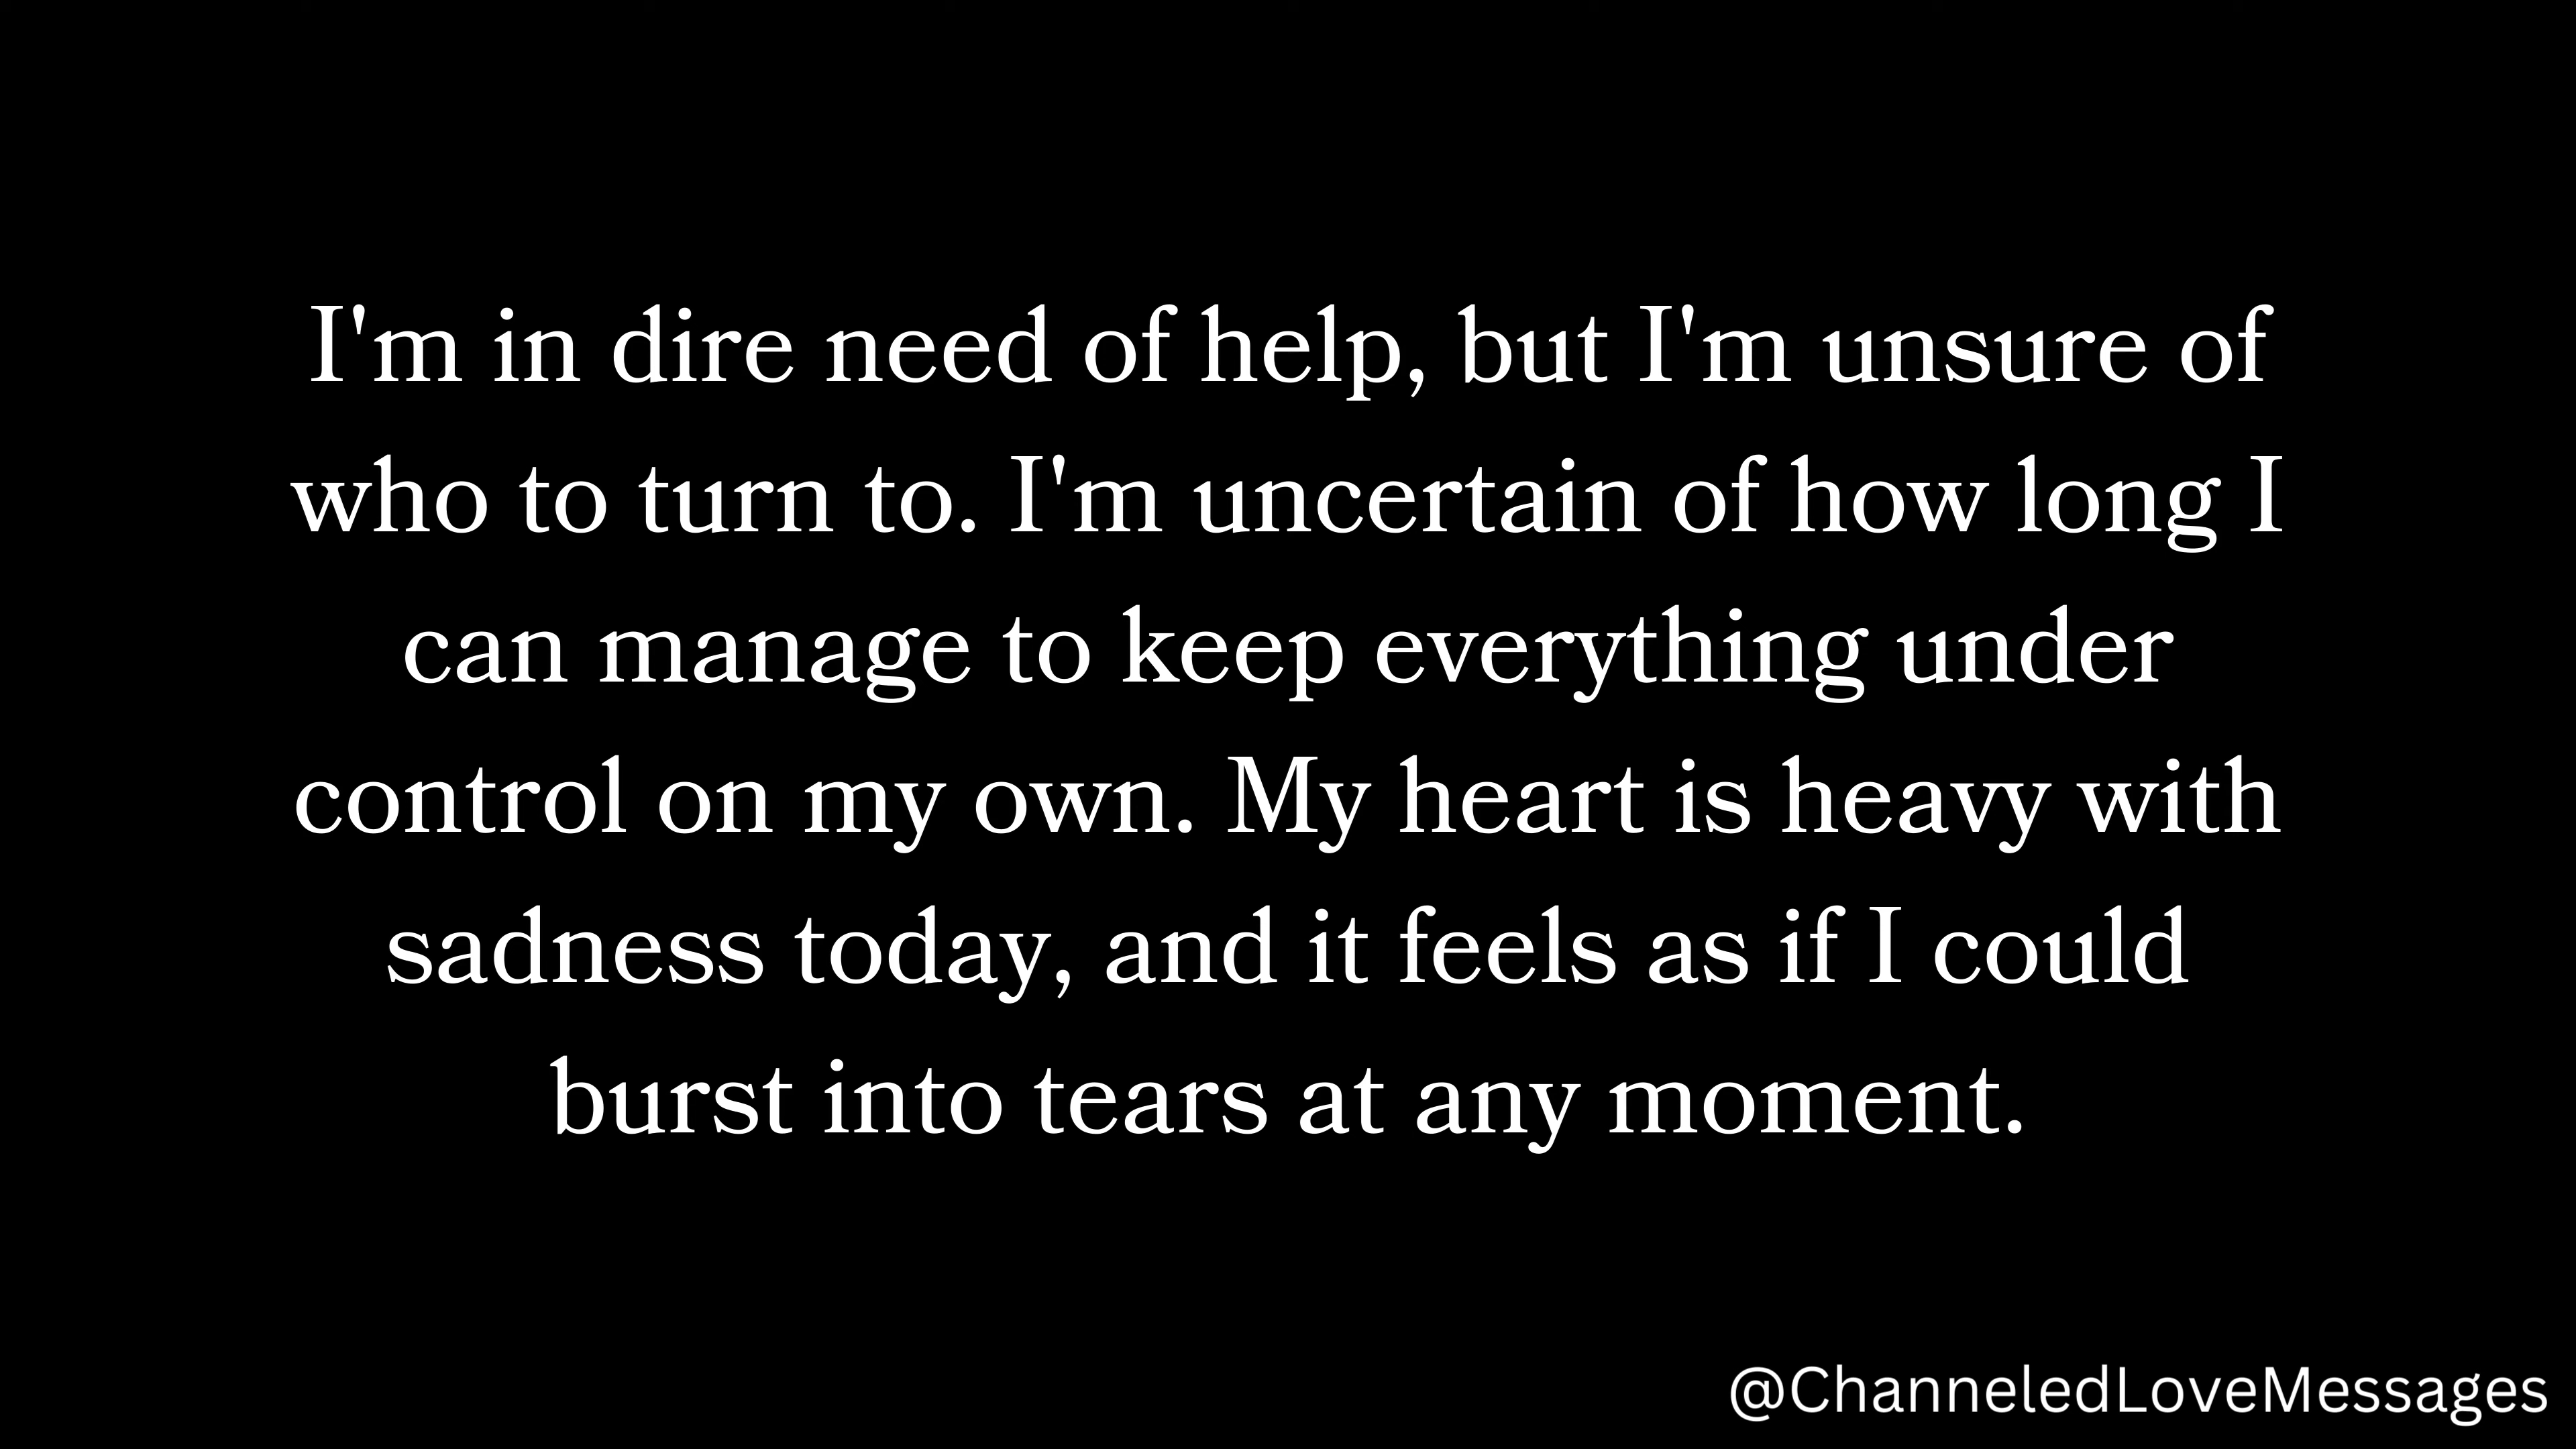 I'm in dire need of help, but I'm unsure of
who to turn to. I'm uncertain of how long I
can manage to keep everything under
control on my own. My heart is heavy with
sadness today, and it feels as if I could
burst into tears at any moment.
@ChanneledLoveMessages